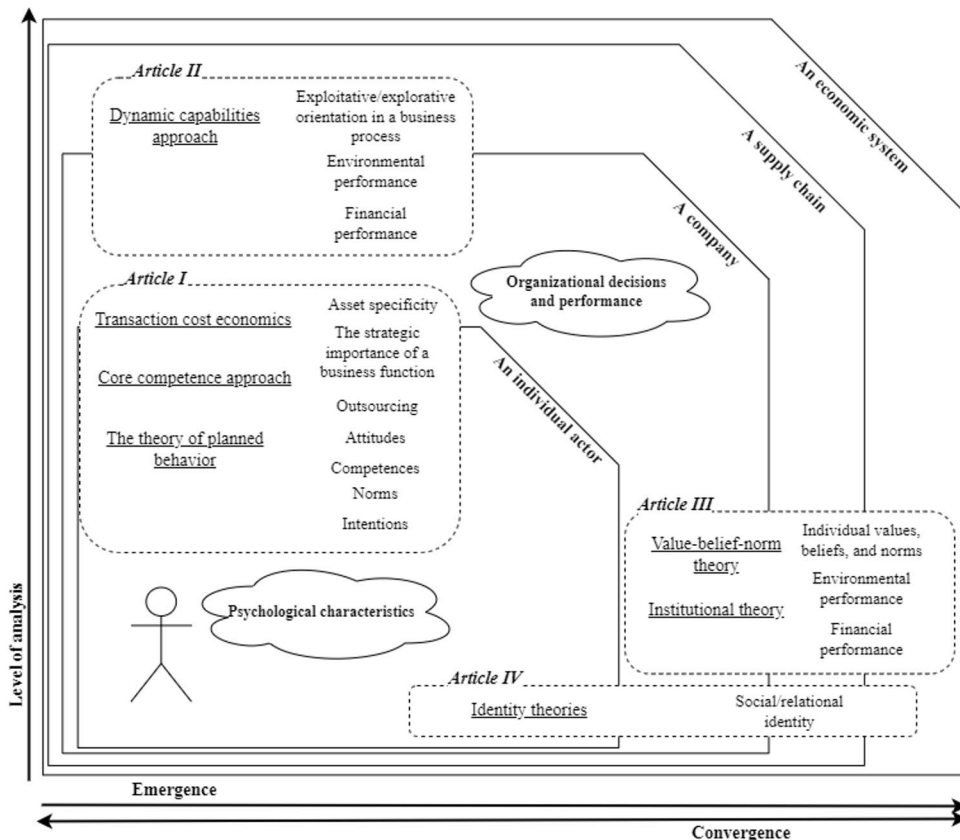 Article II
Dynamic capabilities
approach
Exploitative/explorative
orientation in a business
process
Environmental
performance
Financial
performance
An economic system
A supply chain
A company
Organizational decisions
and performance
Article I
Transaction cost economics
Core competence approach
The theory of planned
behavior
Asset specificity
The strategic
importance of a
business function
Outsourcing
Attitudes
Competences
Norms
Intentions
An individual actor
Article III
Value-belief-norm
theory
Institutional theory
Individual values,
beliefs, and norms
Environmental
performance
Financial
performance
Psychological characteristics
Article IV
Identity theories
Social/relational
identity
Level of analysis
Emergence
Convergence